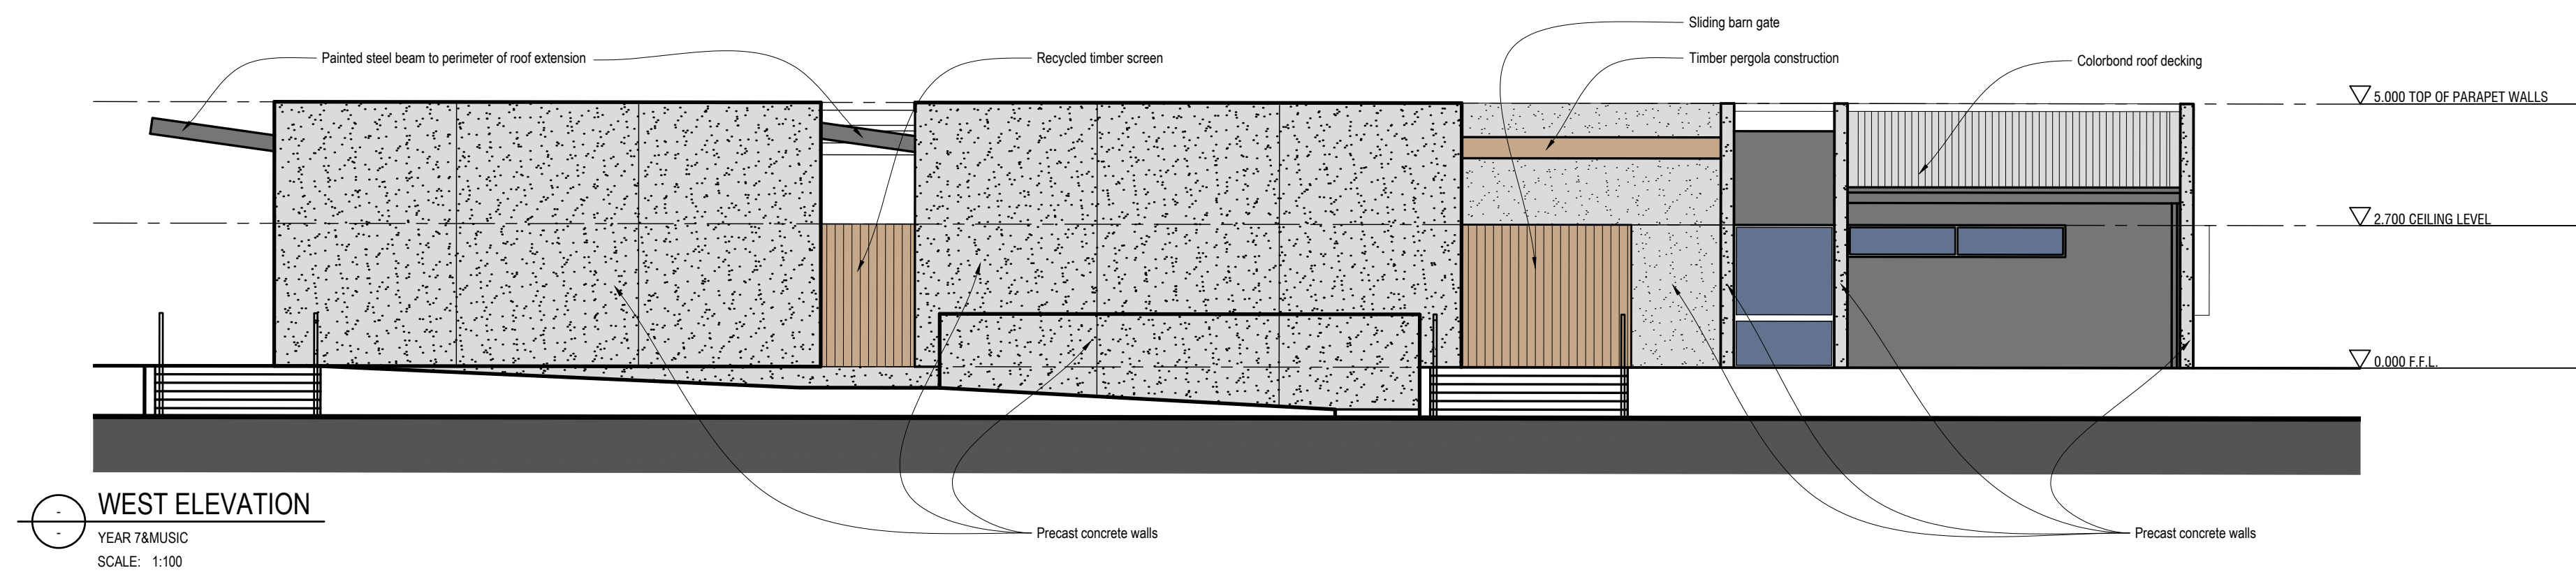 Sliding barn gate
Painted steel beam to perimeter of roof extension
Recycled timber screen
Timber pergola construction
Colorbond roof decking
5.000 TOP OF PARAPET WALLS
2.700 CEILING LEVEL
0.000 F.F.L.
-
-
WEST ELEVATION
YEAR 7&MUSIC
SCALE: 1:100
Precast concrete walls
Precast concrete walls